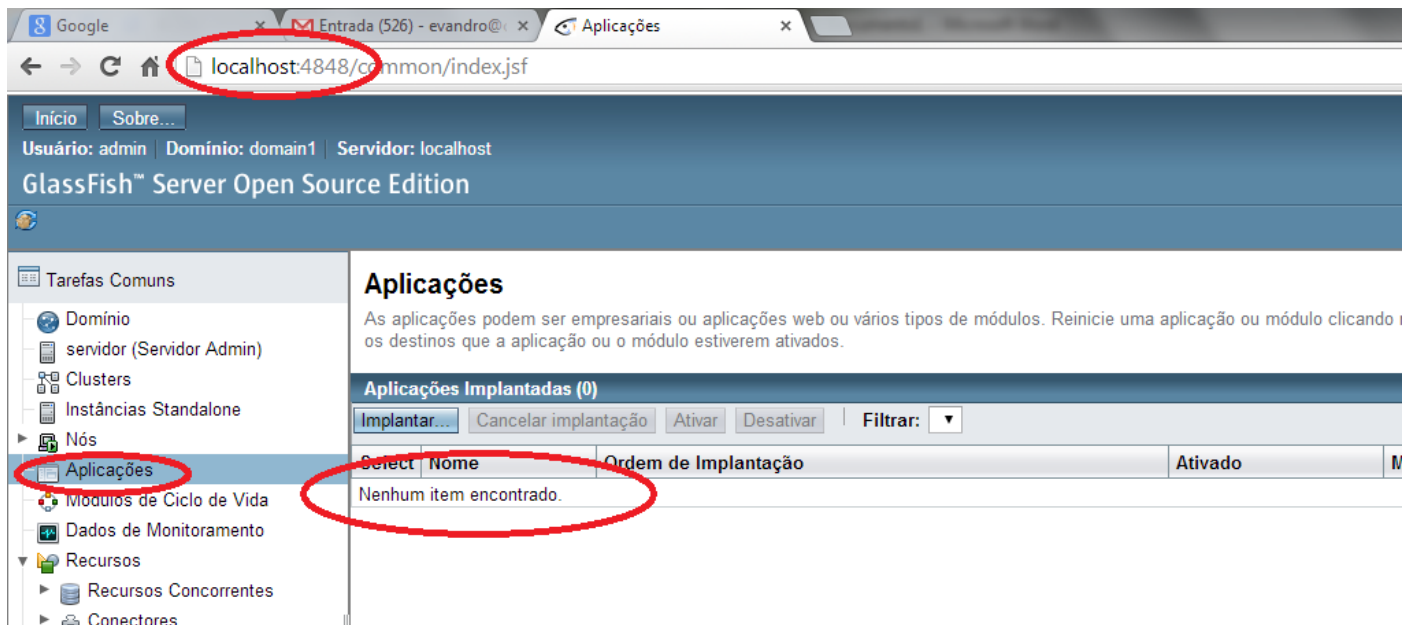 Google
Entrada (526) - evandro@
Aplicações
localhost:4848/common/index.jsf
Início Sobre...
Usuário: admin Domínio: domain1 Servidor: localhost
GlassFish™ Server Open Source Edition
Tarefas Comuns
Domínio
servidor (Servidor Admin)
Clusters
Instâncias Standalone
Nós
Aplicações
Módulos de Ciclo de Vida
Dados de Monitoramento
Recursos
Recursos Concorrentes
Conectores
Aplicações
As aplicações podem ser empresariais ou aplicações web ou vários tipos de módulos. Reinicie uma aplicação ou módulo clicando
os destinos que a aplicação ou o módulo estiverem ativados.
Aplicações Implantadas (0)
Implantar... Cancelar implantação Ativar Desativar Filtrar:
Select Nome Ordem de Implantação Ativado
Nenhum item encontrado.